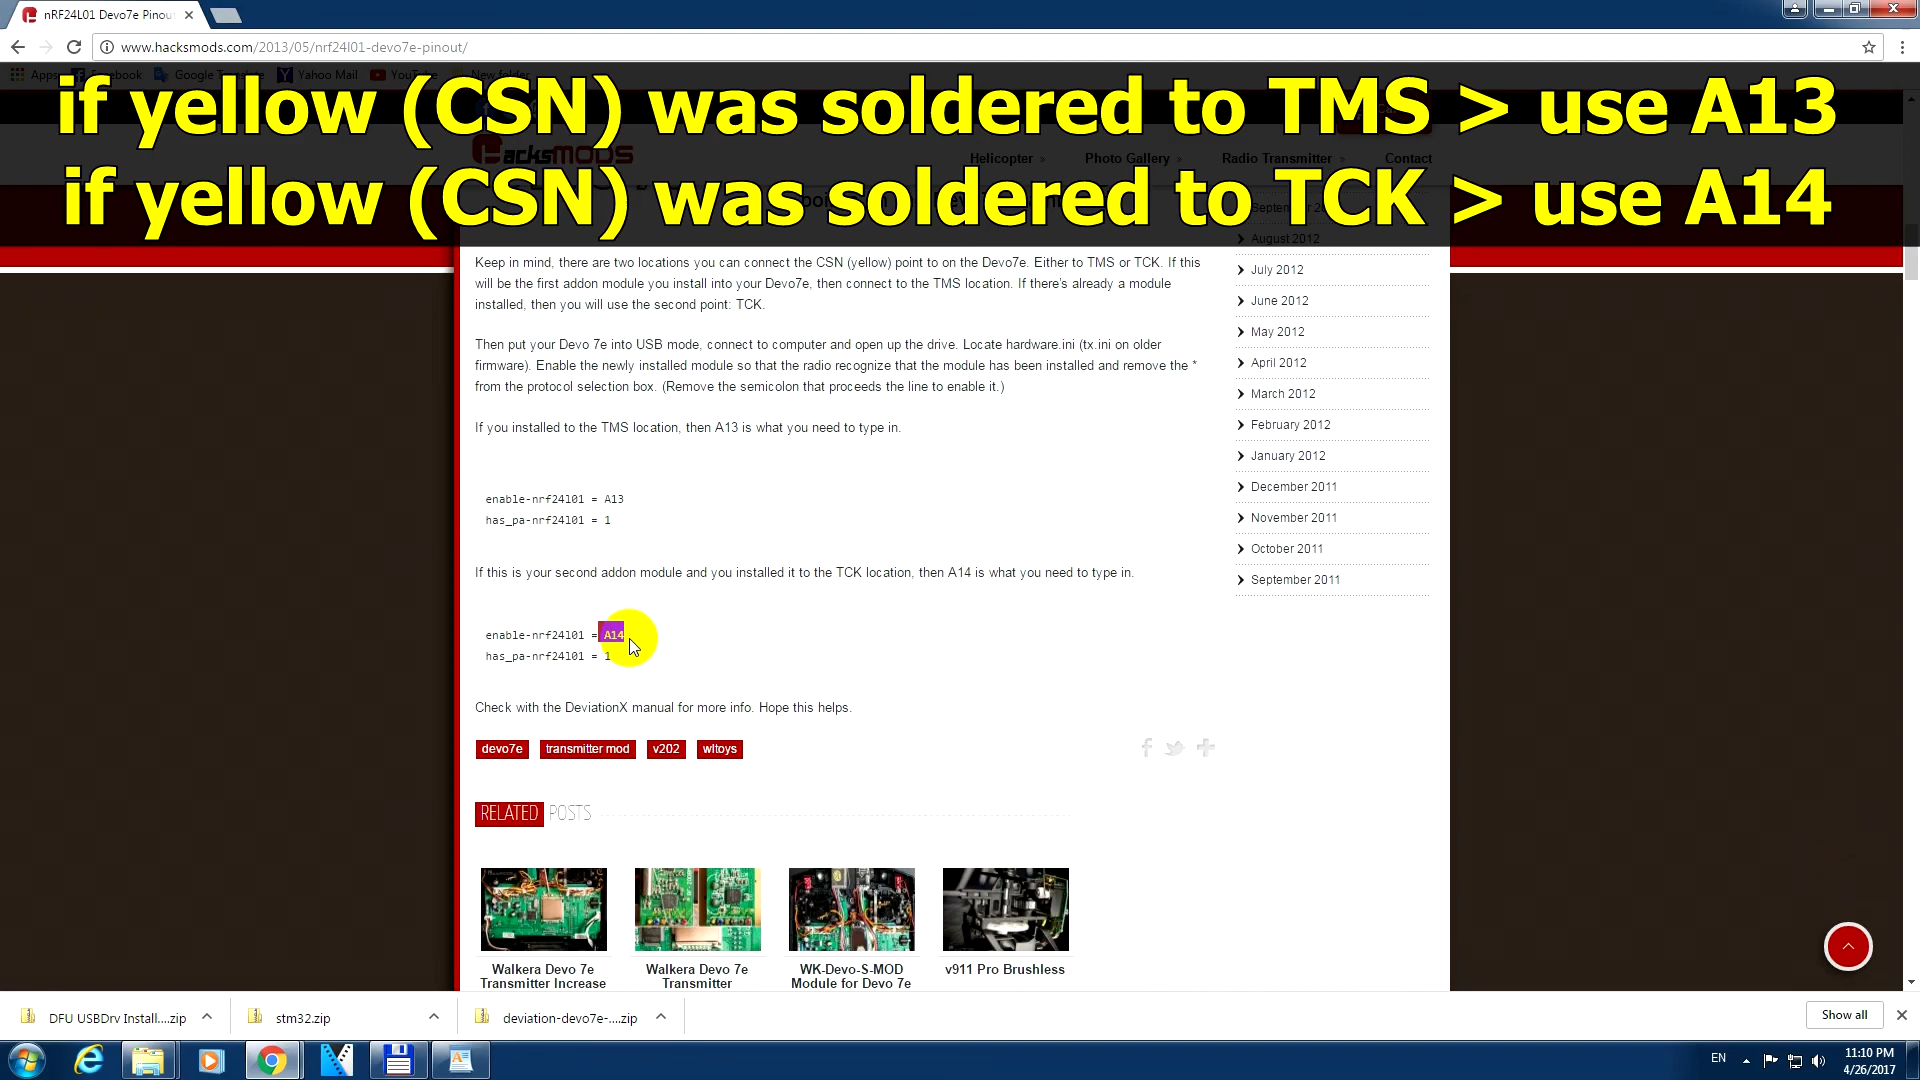 nRF24L01 Devo7e Pinou
www.hacksmods.com/2013/05/nrf24l01-devo7e-pinout/
Apps Facebook Google Translate Yahoo Mail YouTube New folder
if yellow (CSN) was soldered to TMS > use A13
HacksMODS
Helicopter » Photo Gallery » Radio Transmitter » Contact
if yellow (CSN) was soldered to TCK > use A14
August 2012
Keep in mind, there are two locations you can connect the CSN (yellow) point to on the Devo7e. Either to TMS or TCK. If this
will be the first addon module you install into your Devo7e, then connect to the TMS location. If there's already a module
installed, then you will use the second point: TCK.
Then put your Devo 7e into USB mode, connect to computer and open up the drive. Locate hardware.ini (tx.ini on older
firmware). Enable the newly installed module so that the radio recognize that the module has been installed and remove the *
from the protocol selection box. (Remove the semicolon that proceeds the line to enable it.)
If you installed to the TMS location, then A13 is what you need to type in.
enable-nrf24l01 = A13
has_pa-nrf24l01 = 1
If this is your second addon module and you installed it to the TCK location, then A14 is what you need to type in.
enable-nrf24l01 = A14
has_pa-nrf24l01 = 1
Check with the DeviationX manual for more info. Hope this helps.
devo7e transmitter mod v202 wltoys
July 2012
June 2012
May 2012
April 2012
March 2012
February 2012
January 2012
December 2011
November 2011
October 2011
September 2011
RELATED POSTS
Walkera Devo 7e
Transmitter Increase
Walkera Devo 7e
Transmitter
WK-Devo-S-MOD
Module for Devo 7e
v911 Pro Brushless
DFU USBDrv Install....zip
stm32.zip
deviation-devo7e-....zip
Show all
EN
11:10 PM
4/26/2017